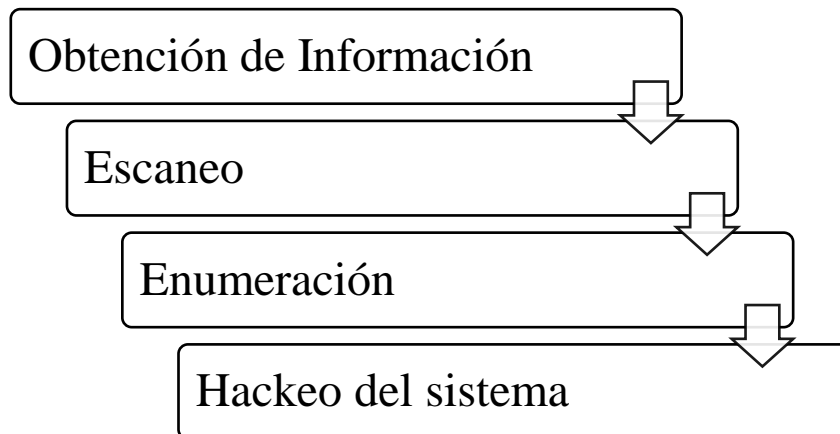 Obtención de Información
Escaneo
Enumeración
Hackeo del sistema